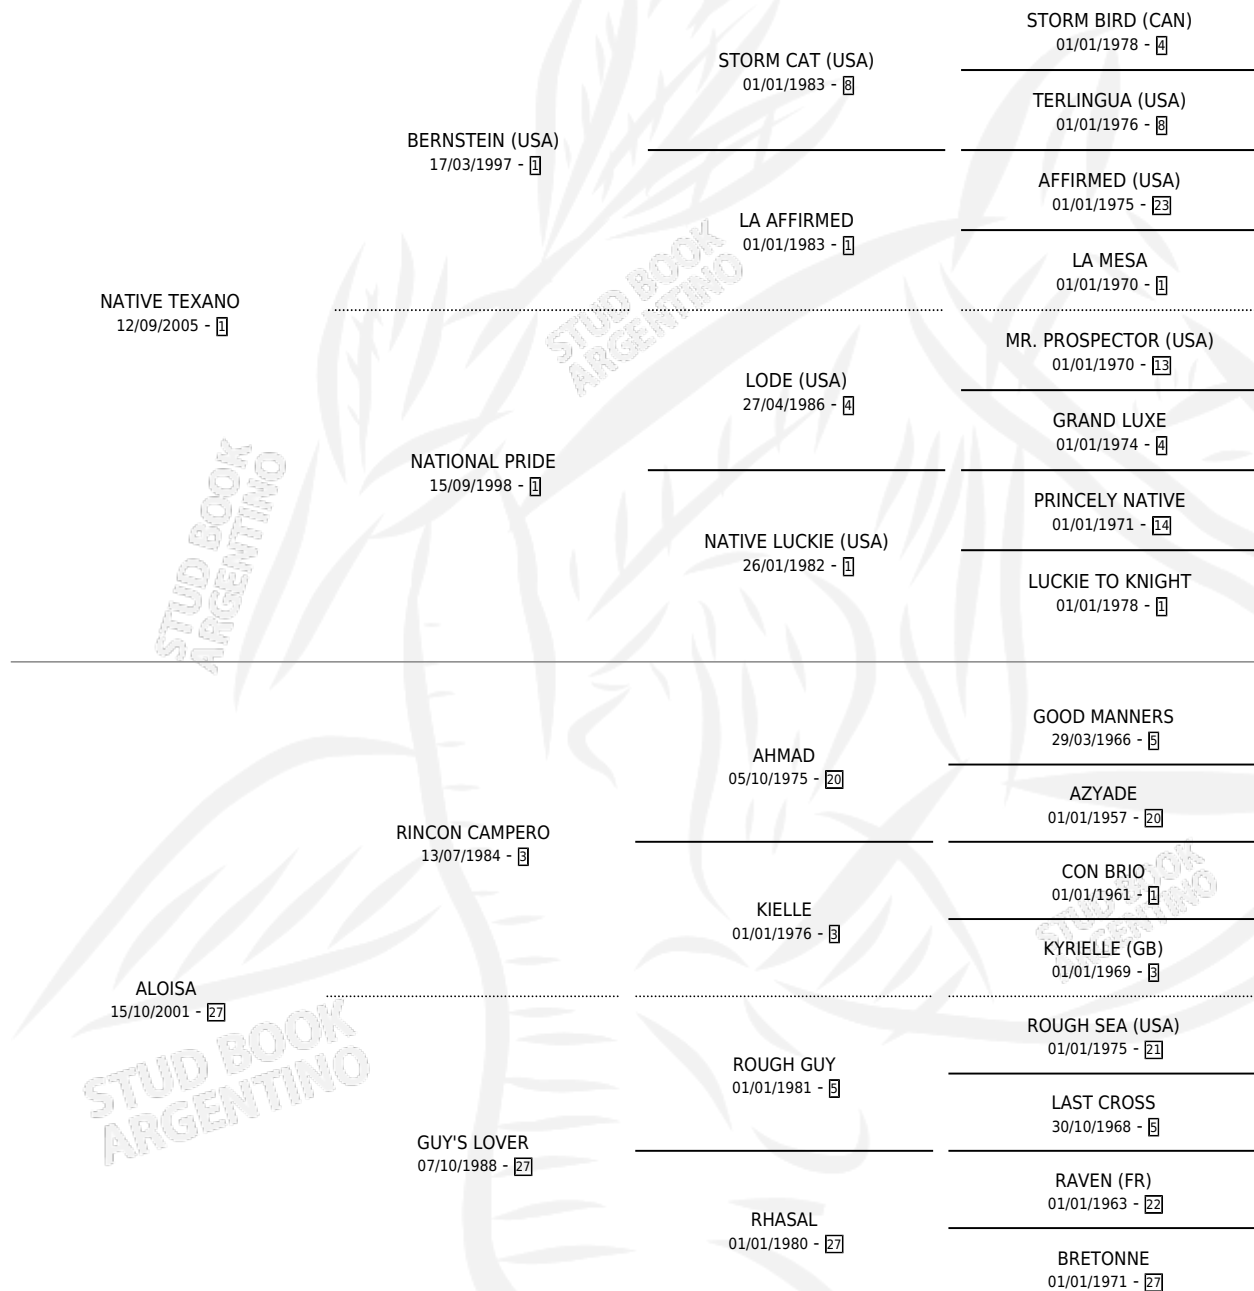 STORM BIRD (CAN)
01/01/1978 - 4
STORM CAT (USA)
01/01/1983 - 8
TERLINGUA (USA)
01/01/1976 - 8
BERNSTEIN (USA)
17/03/1997 - 1
AFFIRMED (USA)
01/01/1975 - 23
LA AFFIRMED
01/01/1983 - 1
LA MESA
01/01/1970 - 1
NATIVE TEXANO
12/09/2005 - 1
MR. PROSPECTOR (USA)
01/01/1970 - 13
LODE (USA)
27/04/1986 - 4
GRAND LUXE
01/01/1974 - 4
NATIONAL PRIDE
15/09/1998 - 1
PRINCELY NATIVE
01/01/1971 - 14
NATIVE LUCKIE (USA)
26/01/1982 - 1
LUCKIE TO KNIGHT
01/01/1978 - 1
GOOD MANNERS
29/03/1966 - 5
AHMAD
05/10/1975 - 20
AZYADE
01/01/1957 - 20
RINCON CAMPERO
13/07/1984 - 3
CON BRIO
01/01/1961 - 1
KIELLE
01/01/1976 - 3
KYRIELLE (GB)
01/01/1969 - 3
ALOISA
15/10/2001 - 27
ROUGH SEA (USA)
01/01/1975 - 21
ROUGH GUY
01/01/1981 - 5
LAST CROSS
30/10/1968 - 5
GUY'S LOVER
07/10/1988 - 27
RAVEN (FR)
01/01/1963 - 22
RHASAL
01/01/1980 - 27
BRETONNE
01/01/1971 - 27
STUD BOOK
ARGENTINO
STUD BOOK
ARGENTINO
STUD BOOK
ARGENTINO
STUD BOOK
ARGENTINO